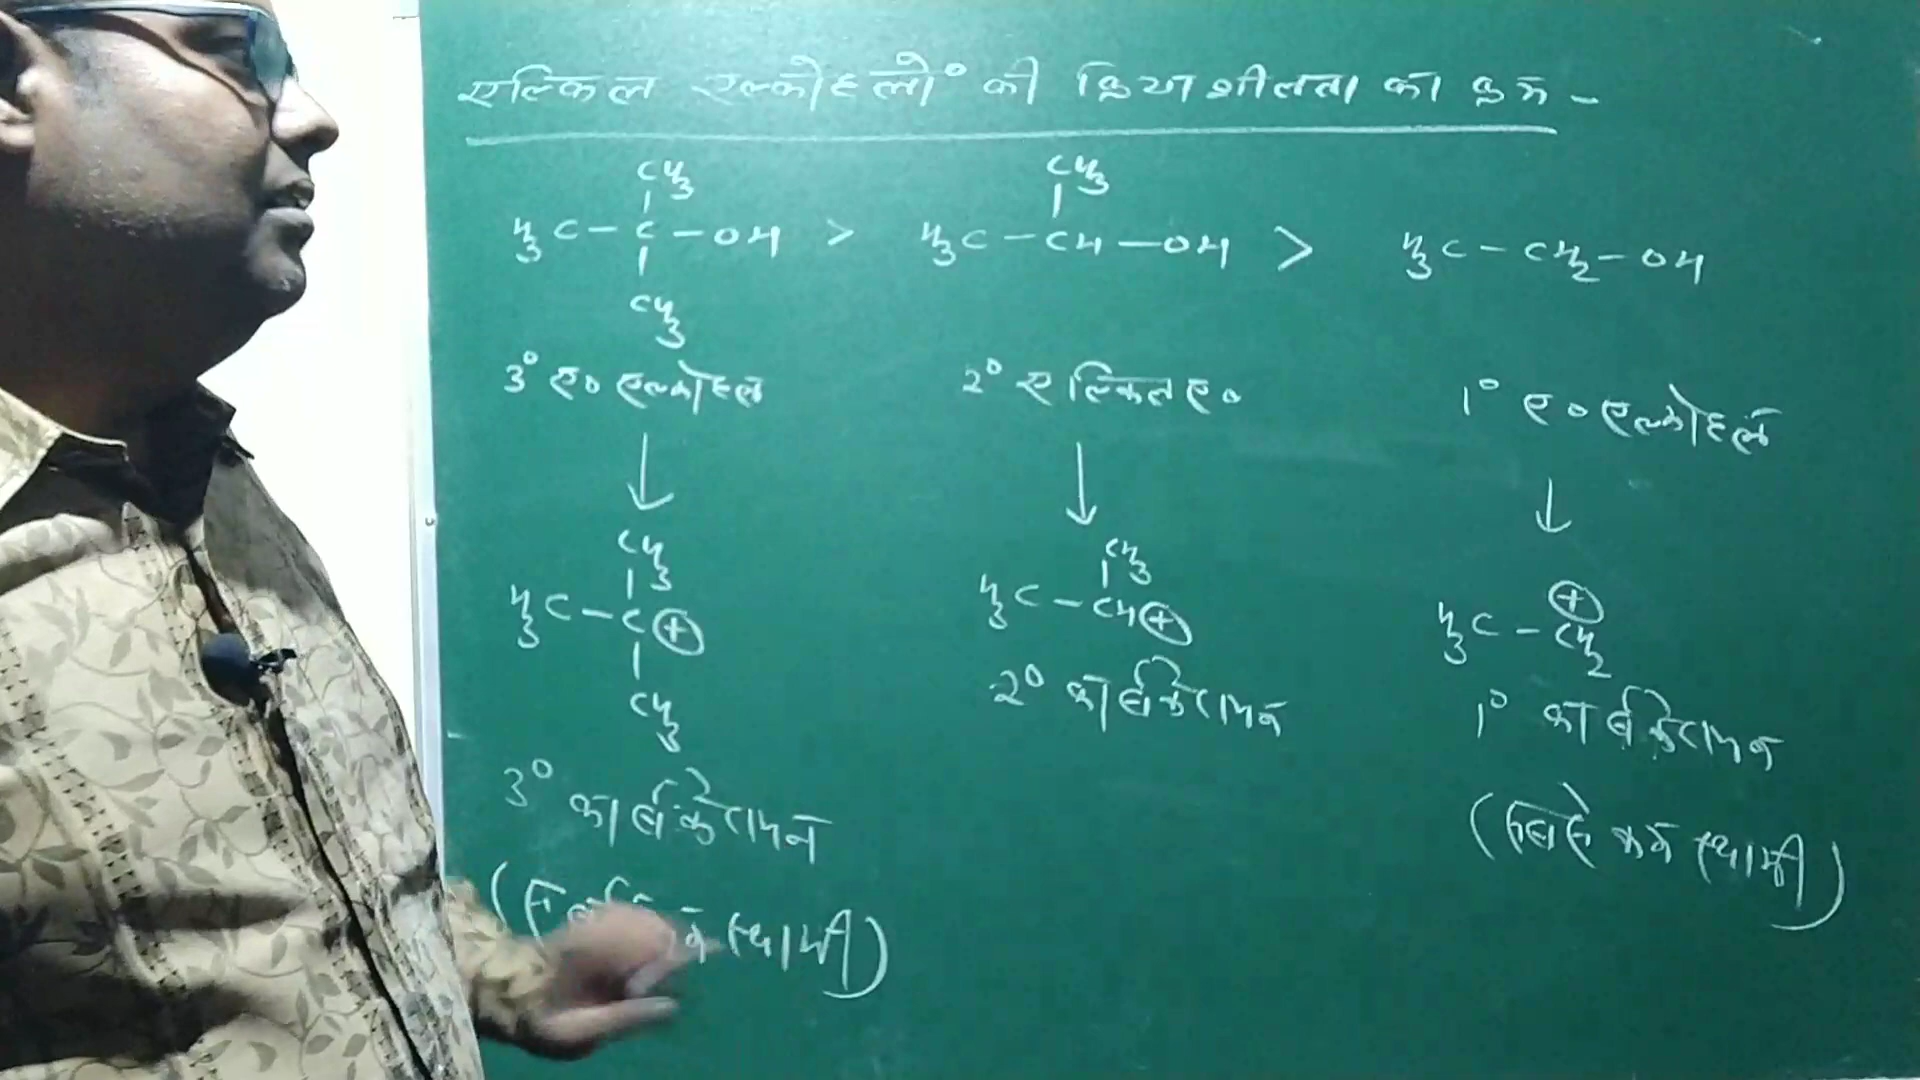 एल्किल एल्कोहलो॰ की क्रियाशीलता का क्रम -
CH₃ CH₃
H₃C - C - OH > H₃C - CH - OH > H₃C - CH₂ - OH
CH₃
3° ए० एल्कोहल 2° एल्किल ए० 1° ए० एल्कोहल
CH₃ CH₃ ⊕
H₃C - C ⊕ H₃C - CH ⊕ H₃C - CH₂
CH₃ 2° कार्बोकेटायन 1° कार्बोकेटायन
3° कार्बोकेटायन (सबसे कम स्थायी)
स्थायी)